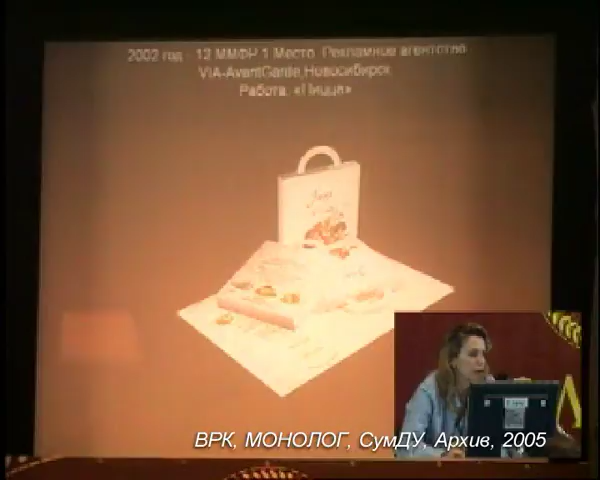 2002 год - 12 ММФР 1 Место. Рекламное агентство
VIA-AvantGarde,Новосибирск
Работа: «Пицца»
ВРК, МОНОЛОГ, СумДУ, Архив, 2005